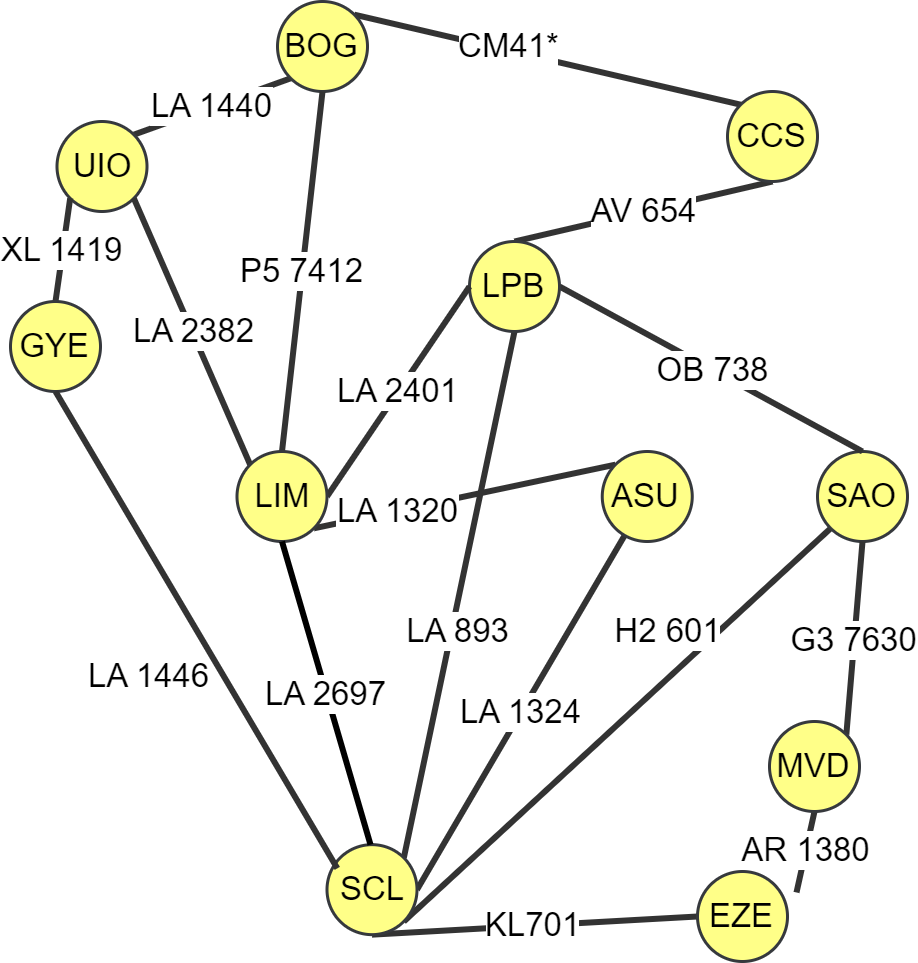 BOG
CM41*
LA 1440
CCS
UIO
AV 654
XL 1419
P5 7412
LPB
LA 2382
GYE
OB 738
LA 2401
LIM
LA 1320
ASU
SAO
LA 893
H2 601
G3 7630
LA 1446
LA 2697
LA 1324
MVD
AR 1380
SCL
KL701
EZE